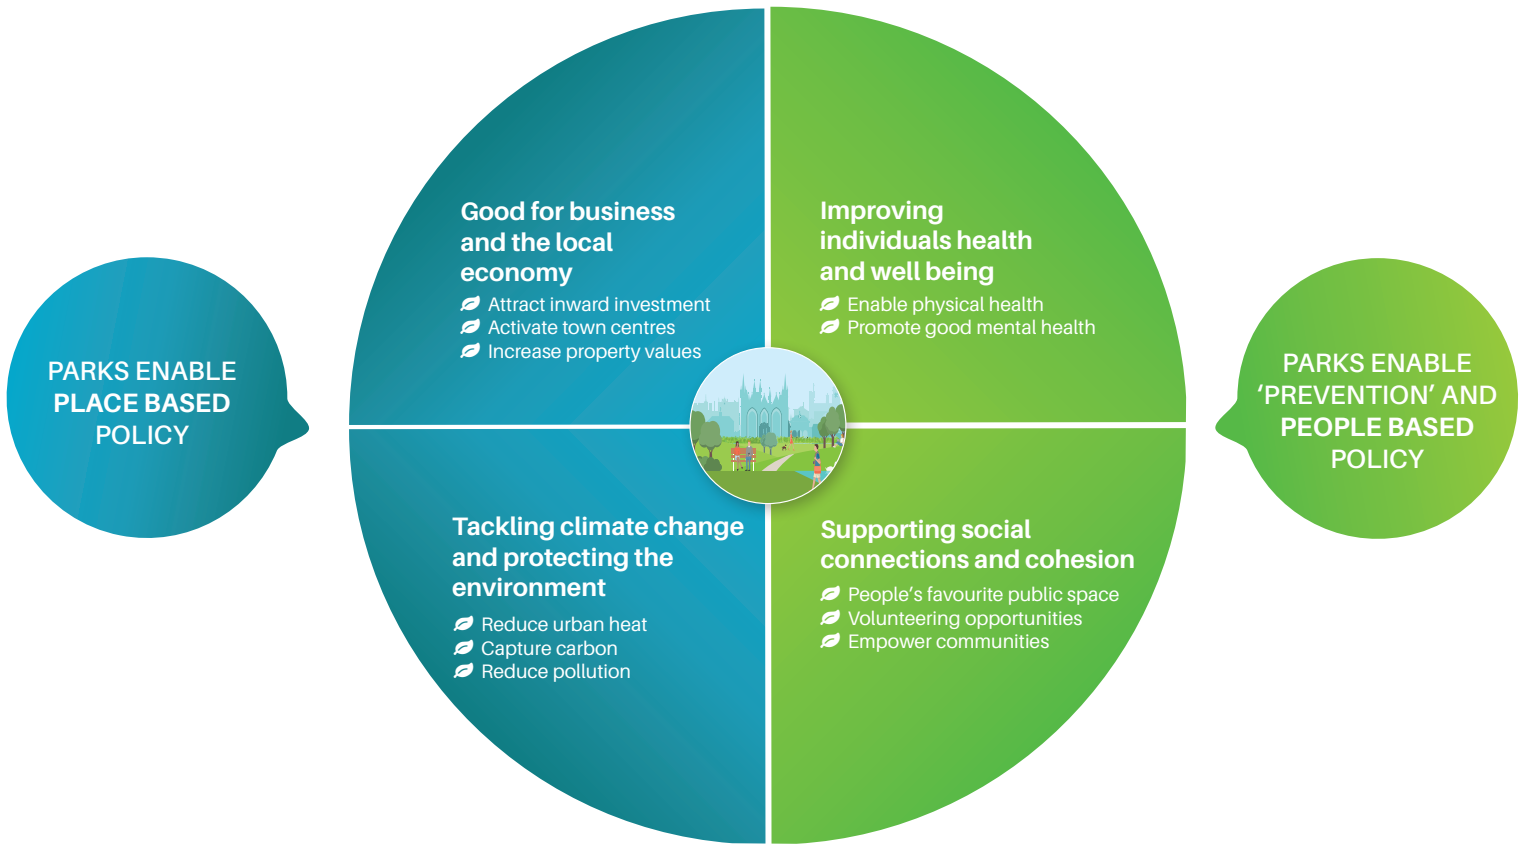 PARKS ENABLE
PLACE BASED
POLICY
Good for business
and the local
economy
Attract inward investment
Activate town centres
Increase property values
Tackling climate change
and protecting the
environment
Reduce urban heat
Capture carbon
Reduce pollution
Improving
individuals health
and well being
Enable physical health
Promote good mental health
Supporting social
connections and cohesion
People’s favourite public space
Volunteering opportunities
Empower communities
PARKS ENABLE
‘PREVENTION’ AND
PEOPLE BASED
POLICY